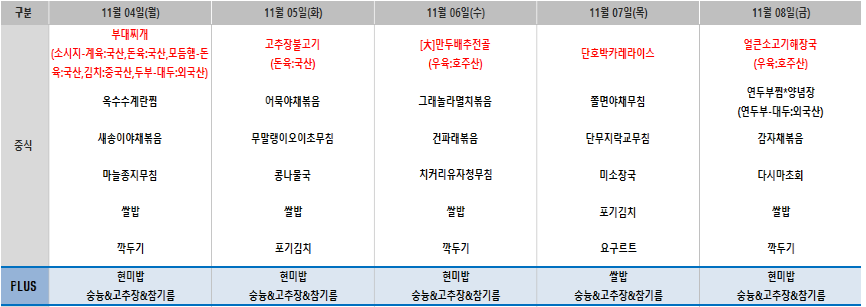 구분 11월 04일(월) 11월 05일(화) 11월 06일(수) 11월 07일(목) 11월 08일(금)
중식
부대찌개
(소시지-계육:국산,돈육:국산,모듬햄-돈
육:국산,김치:중국산,두부-대두:외국산)
고추장불고기
(돈육:국산)
[大]만두배추전골
(우육:호주산)
단호박카레라이스
얼큰소고기해장국
(우육:호주산)
옥수수계란찜 어묵야채볶음 그래놀라멸치볶음 쫄면야채무침 연두부찜*양념장
(연두부-대두:외국산)
새송이야채볶음 무말랭이오이초무침 건파래볶음 단무지락교무침 감자채볶음
마늘쫑지무침 콩나물국 치커리유자청무침 미소장국 다시마초회
쌀밥 쌀밥 쌀밥 포기김치 쌀밥
깍두기 포기김치 깍두기 요구르트 깍두기
PLUS
현미밥 현미밥 현미밥 쌀밥 현미밥
숭늉&고추장&참기름 숭늉&고추장&참기름 숭늉&고추장&참기름 숭늉&고추장&참기름 숭늉&고추장&참기름